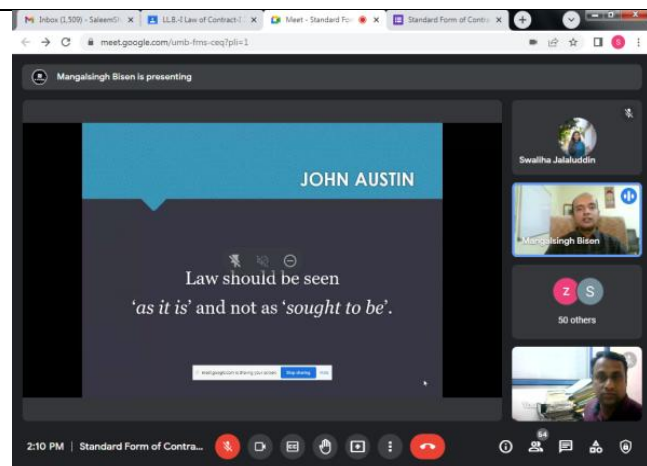 Inbox (1,509) - SaleemSh
LL.B.-I Law of Contract-I
Meet - Standard Fo
Standard Form of Contra
meet.google.com/umb-fms-ceq?pli=1
S
Mangalsingh Bisen is presenting
JOHN AUSTIN
Law should be seen
‘as it is’ and not as ‘sought to be’.
meet.google.com is sharing your screen.
Stop sharing
Hide
Swaliha Jalaluddin
Mangalsingh Bisen
Z S
50 others
2:10 PM | Standard Form of Contra...
54